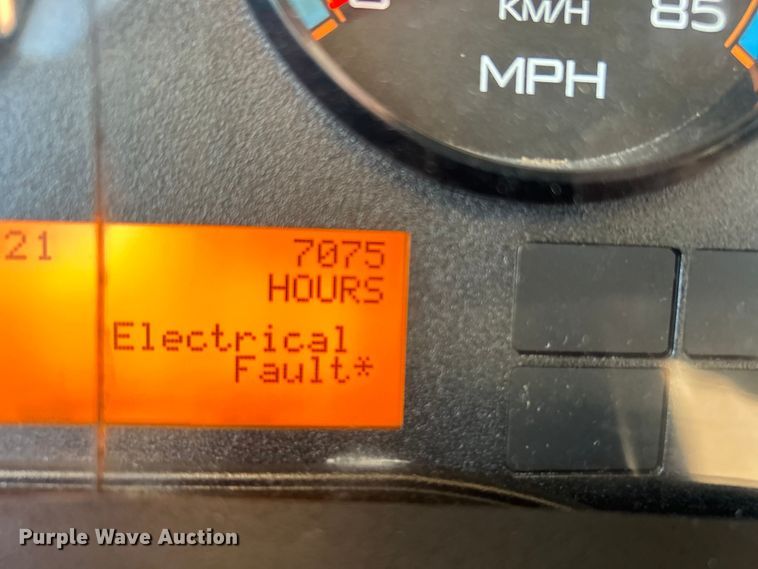 KM/H
85
MPH
21
7075
HOURS
Electrical
Fault*
Purple Wave Auction®